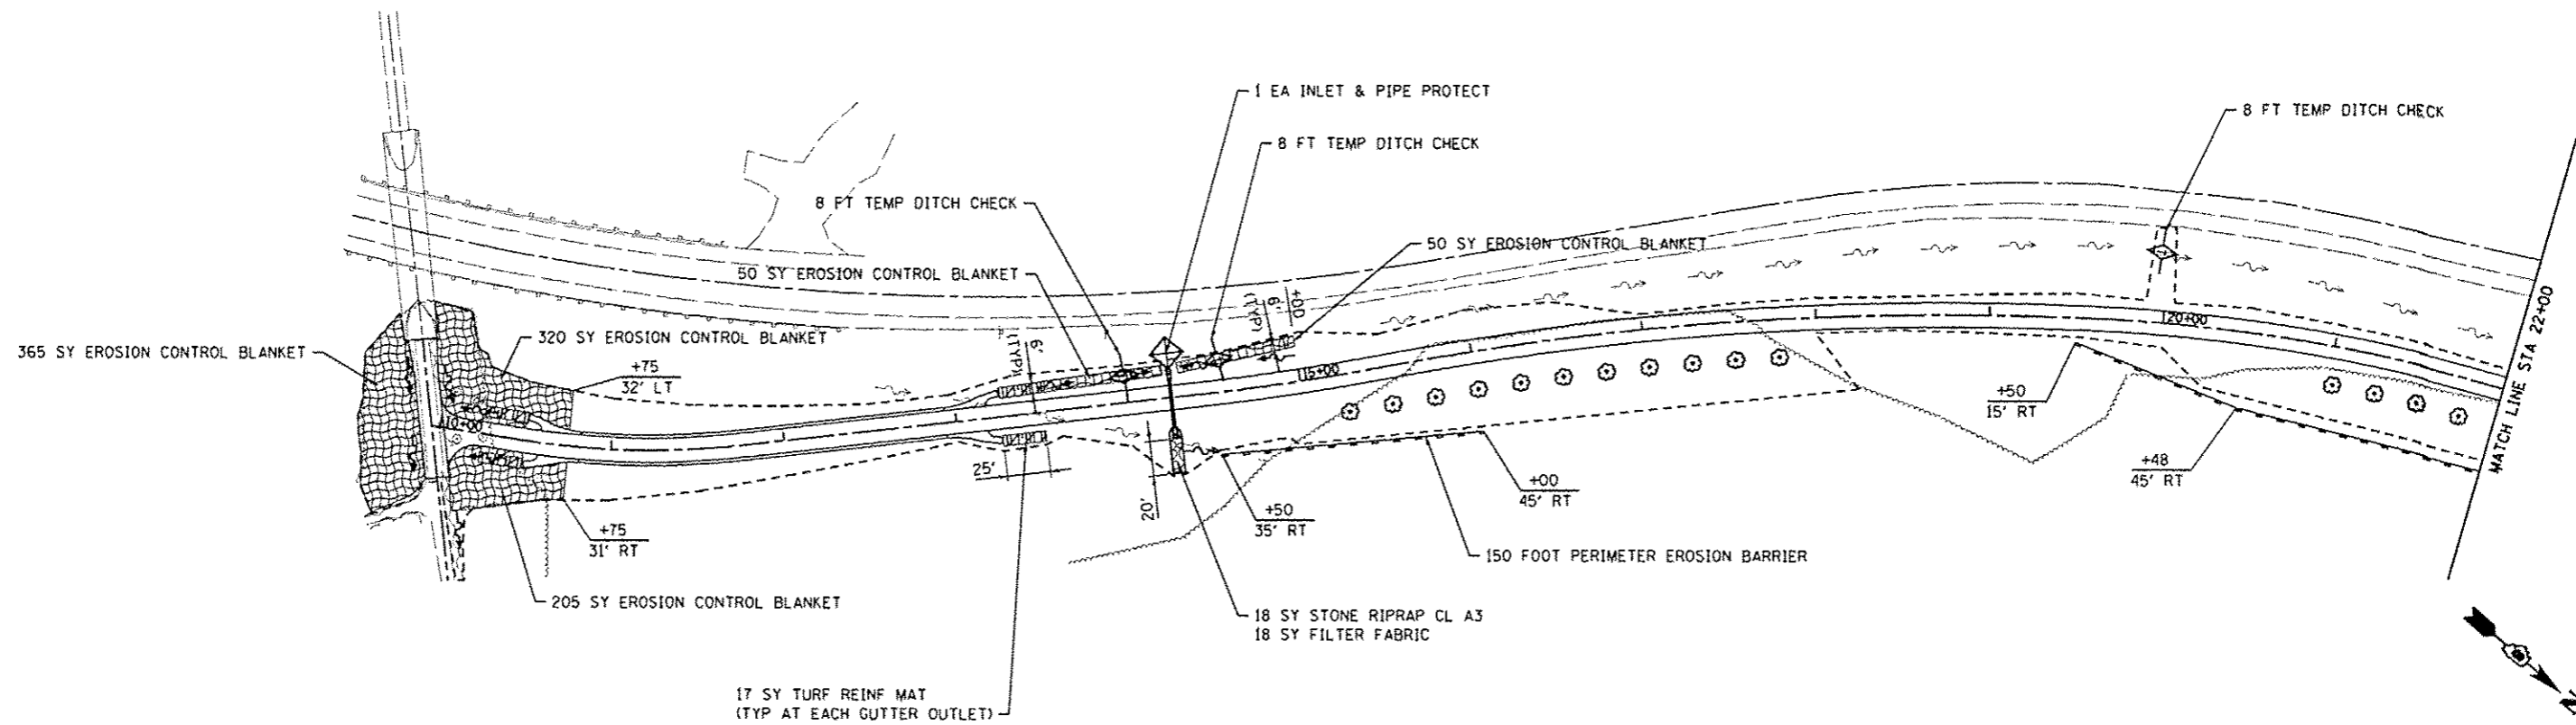 1 EA INLET & PIPE PROTECT
8 FT TEMP DITCH CHECK
8 FT TEMP DITCH CHECK
8 FT TEMP DITCH CHECK
50 SY EROSION CONTROL BLANKET
50 SY EROSION CONTROL BLANKET
+00
6'
(TYP)
6'
(TYP)
MATCH LINE STA 22+00
20+00
15+00
10+00
320 SY EROSION CONTROL BLANKET
365 SY EROSION CONTROL BLANKET
+75
32' LT
+50
15' RT
+48
45' RT
25'
20'
+00
45' RT
+50
35' RT
+75
31' RT
150 FOOT PERIMETER EROSION BARRIER
205 SY EROSION CONTROL BLANKET
18 SY STONE RIPRAP CL A3
18 SY FILTER FABRIC
17 SY TURF REINF MAT
(TYP AT EACH GUTTER OUTLET)